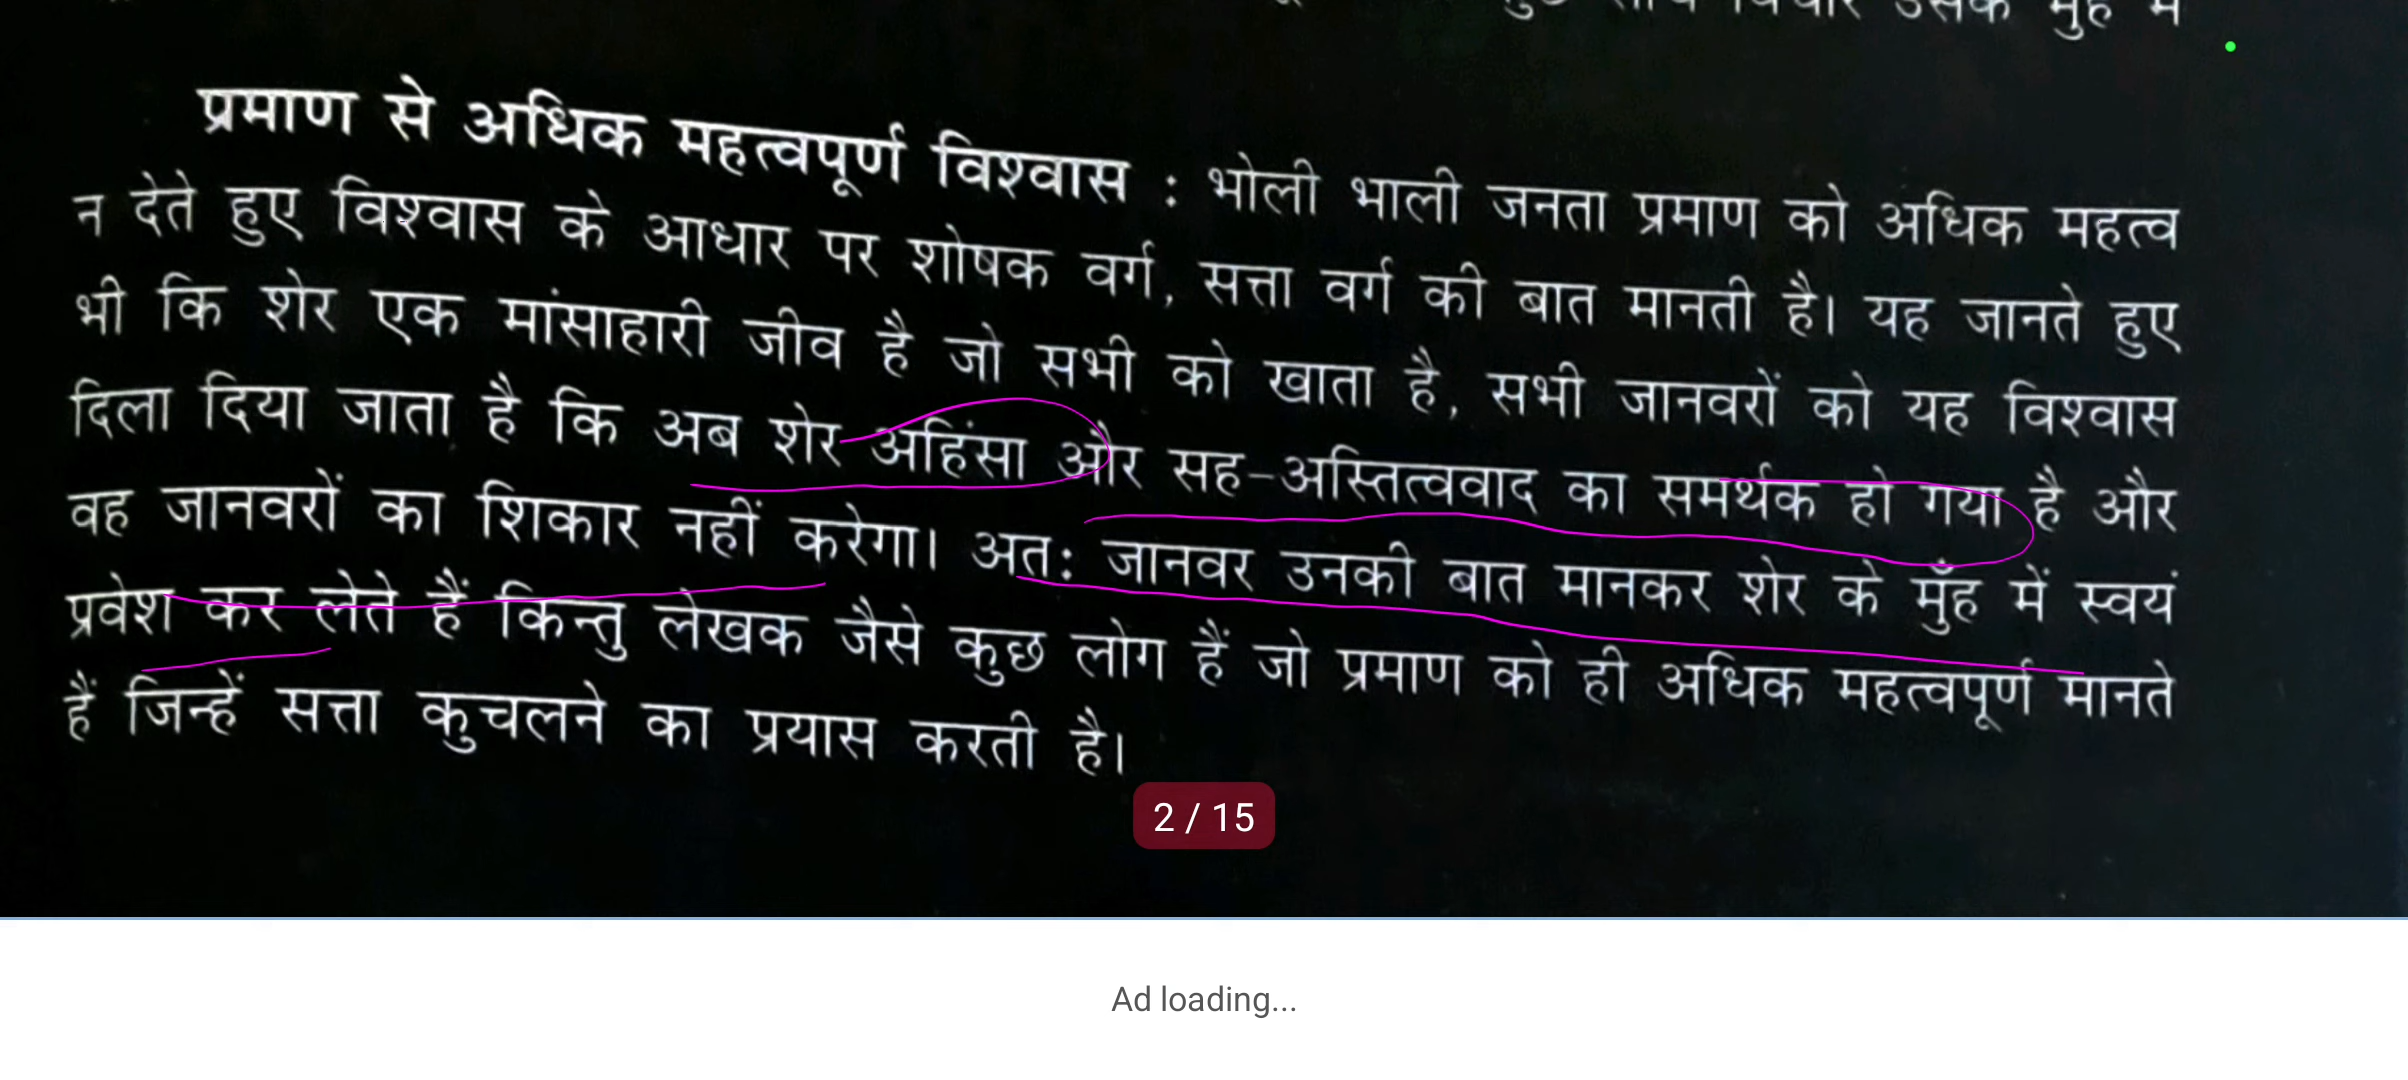 उसके मुँह में
प्रमाण से अधिक महत्वपूर्ण विश्वास : भोली भाली जनता प्रमाण को अधिक महत्व
न देते हुए विश्वास के आधार पर शोषक वर्ग, सत्ता वर्ग की बात मानती है। यह जानते हुए
भी कि शेर एक मांसाहारी जीव है जो सभी को खाता है, सभी जानवरों को यह विश्वास
दिला दिया जाता है कि अब शेर अहिंसा और सह-अस्तित्ववाद का समर्थक हो गया है और
वह जानवरों का शिकार नहीं करेगा। अतः जानवर उनकी बात मानकर शेर के मुँह में स्वयं
प्रवेश कर लेते हैं किन्तु लेखक जैसे कुछ लोग हैं जो प्रमाण को ही अधिक महत्वपूर्ण मानते
हैं जिन्हें सत्ता कुचलने का प्रयास करती है।
2 / 15
Ad loading...